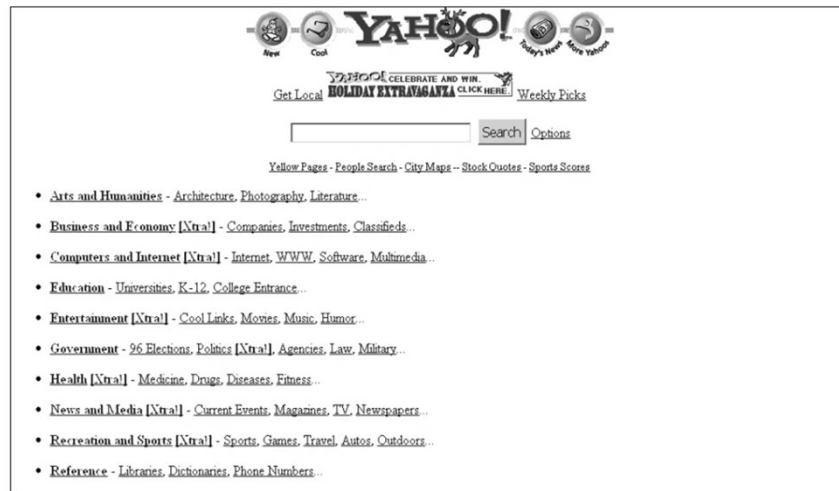 YAHOO!
New
Cool
Today's News
More Yahoos
Get Local
YAHOO! CELEBRATE AND WIN.
HOLIDAY EXTRAVAGANZA CLICK HERE.
Weekly Picks
Search Options
Yellow Pages - People Search - City Maps -- Stock Quotes - Sports Scores
• Arts and Humanities - Architecture, Photography, Literature...
• Business and Economy [Xtra!] - Companies, Investments, Classifieds...
• Computers and Internet [Xtra!] - Internet, WWW, Software, Multimedia...
• Education - Universities, K-12, College Entrance...
• Entertainment [Xtra!] - Cool Links, Movies, Music, Humor...
• Government - 96 Elections, Politics [Xtra!], Agencies, Law, Military...
• Health [Xtra!] - Medicine, Drugs, Diseases, Fitness...
• News and Media [Xtra!] - Current Events, Magazines, TV, Newspapers...
• Recreation and Sports [Xtra!] - Sports, Games, Travel, Autos, Outdoors...
• Reference - Libraries, Dictionaries, Phone Numbers...